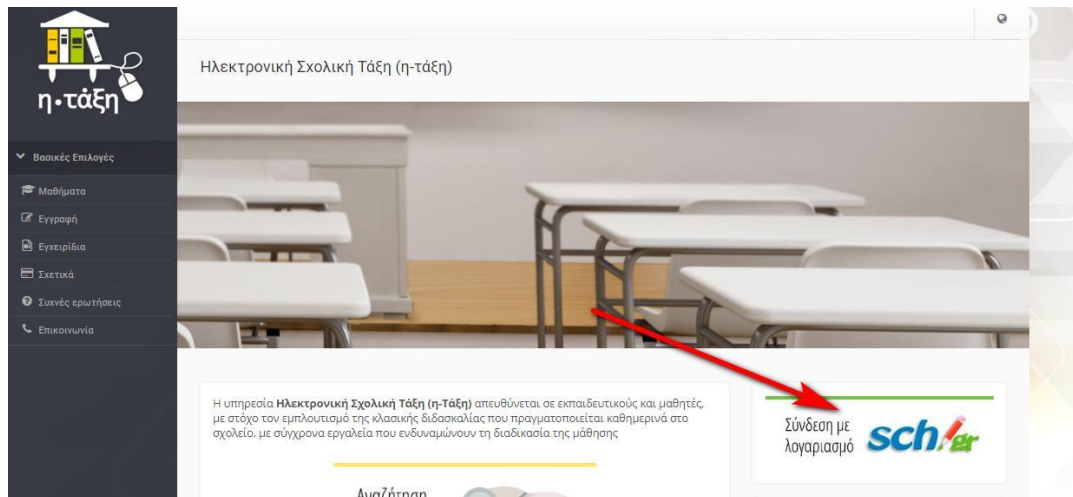 η·τάξη
Βασικές Επιλογές
Μαθήματα
Εγγραφή
Εγχειρίδια
Σχετικά
Συχνές ερωτήσεις
Επικοινωνία
Ηλεκτρονική Σχολική Τάξη (η-τάξη)
Η υπηρεσία Ηλεκτρονική Σχολική Τάξη (η-Τάξη) απευθύνεται σε εκπαιδευτικούς και μαθητές,
με στόχο τον εμπλουτισμό της κλασικής διδασκαλίας που πραγματοποιείται καθημερινά στο
σχολείο, με σύγχρονα εργαλεία που ενδυναμώνουν τη διαδικασία της μάθησης
Αναζήτηση
Σύνδεση με
λογαριασμό
sch.gr